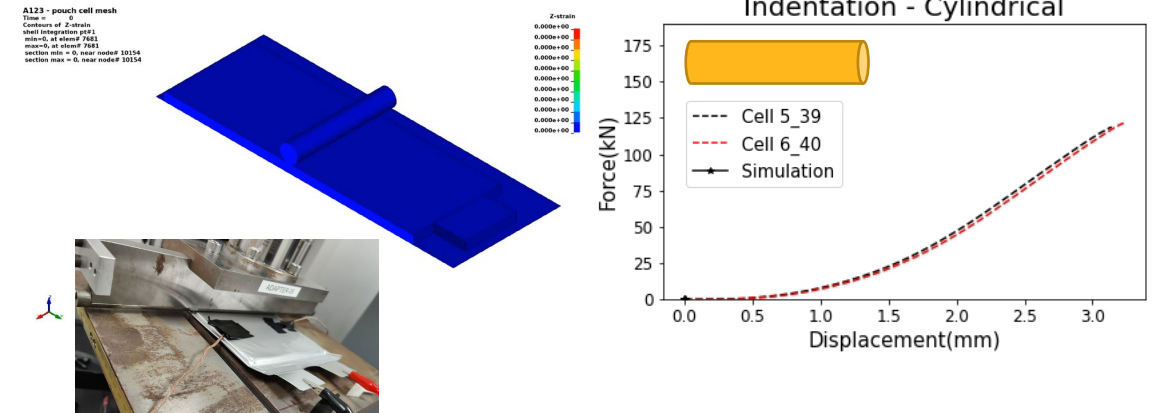 A123 - pouch cell mesh
Time = 0
Contours of Z-strain
shell integration pt#1
min=0, at elem# 7681
max=0, at elem# 7681
section min = 0, near node# 10154
section max = 0, near node# 10154
Z-strain
0.000e+00
0.000e+00
0.000e+00
0.000e+00
0.000e+00
0.000e+00
0.000e+00
0.000e+00
0.000e+00
0.000e+00
Indentation - Cylindrical
175
150
125
100
75
50
25
0
Force(kN)
Cell 5_39
Cell 6_40
Simulation
0.0 0.5 1.0 1.5 2.0 2.5 3.0
Displacement(mm)